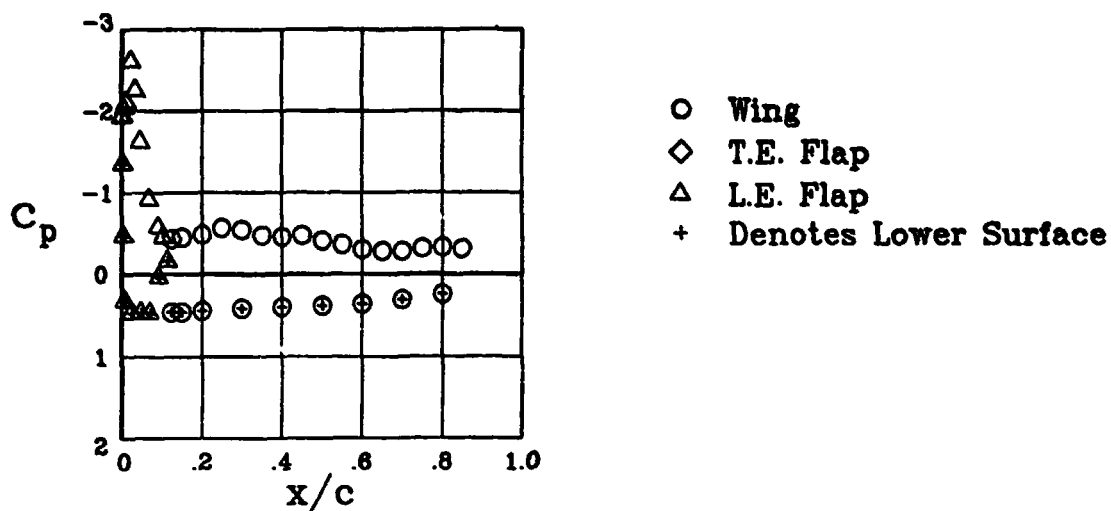 -3
-2
-1
0
1
2
Cp
0 .2 .4 .6 .8 1.0
x/c
Wing
T.E. Flap
L.E. Flap
+ Denotes Lower Surface